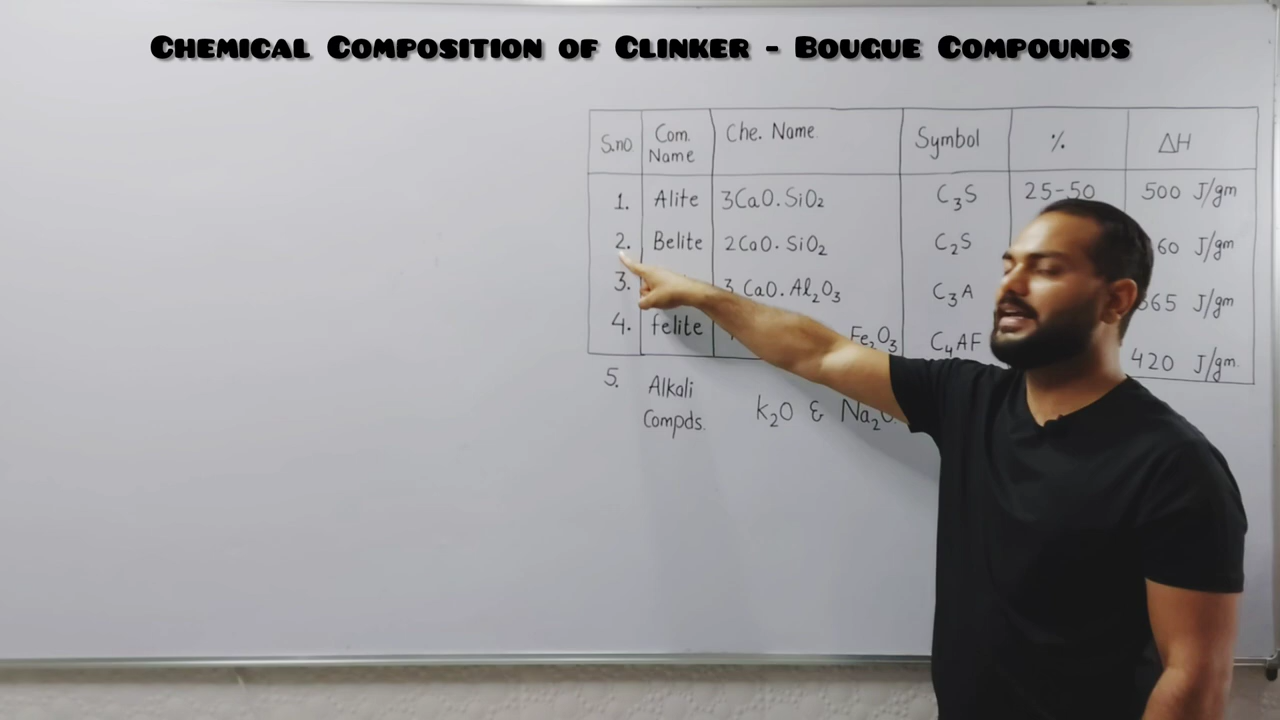 CHEMICAL COMPOSITION OF CLINKER - BOUGUE COMPOUNDS
S.no Com. Name Che. Name Symbol % ΔH
1. Alite 3CaO.SiO₂ C₃S 25-50 500 J/gm
2. Belite 2CaO.SiO₂ C₂S 60 J/gm
3. 3CaO.Al₂O₃ C₃A 865 J/gm
4. felite Fe₂O₃ C₄AF 420 J/gm.
5. Alkali Compds. k₂O & Na₂O.